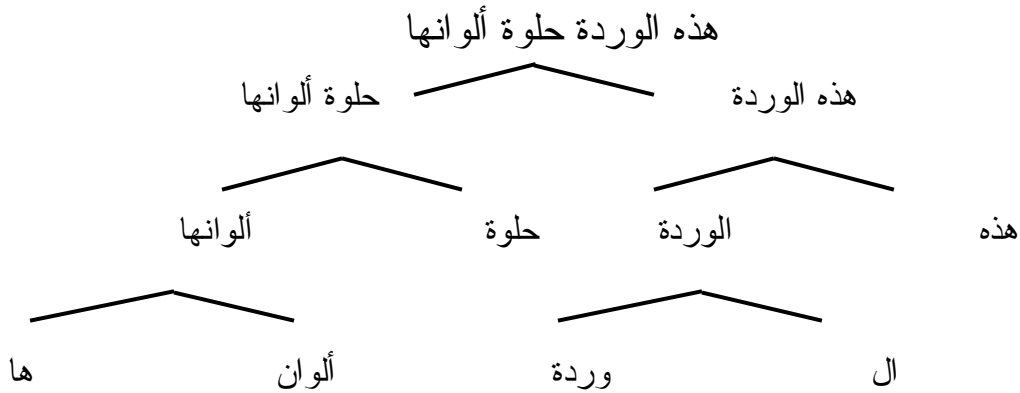 هذه الوردة حلوة ألوانها
هذه الوردة حلوة ألوانها
هذه الوردة حلوة ألوانها
ال وردة ألوان ها